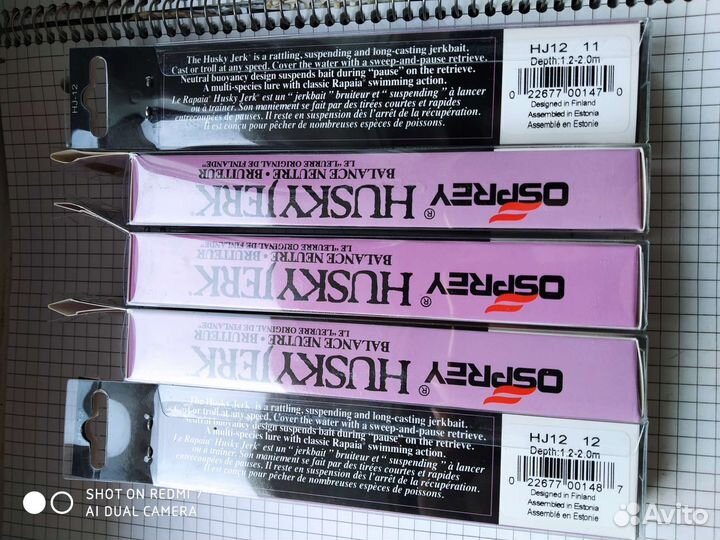 HJ-12
The Husky Jerk® is a rattling, suspending and long-casting jerkbait.
Cast or troll at any speed. Cover the water with a sweep-and-pause retrieve.
Neutral buoyancy design suspends bait during "pause" on the retrieve.
A multi-species lure with classic Rapala® swimming action.
Le Rapala® Husky Jerk® est un " jerkbait " bruiteur et " suspending " à lancer
ou à traîner. Son maniement se fait par des tirées courtes et rapides
entrecoupées de pauses. Il reste en suspension dès l'arrêt de la récupération.
Il est conçu pour pêcher de nombreuses espèces de poissons.
HJ12 11
Depth:1.2-2.0m
0 22677 00147 0
Designed in Finland
Assembled in Estonia
Assemblé en Estonie
OSPREY HUSKY JERK®
BALANCE NEUTRE • BRUITEUR
LE "LEURRE ORIGINAL DE FINLANDE"
OSPREY HUSKY JERK®
BALANCE NEUTRE • BRUITEUR
LE "LEURRE ORIGINAL DE FINLANDE"
OSPREY HUSKY JERK®
BALANCE NEUTRE • BRUITEUR
LE "LEURRE ORIGINAL DE FINLANDE"
HJ-12
The Husky Jerk® is a rattling, suspending and long-casting jerkbait.
Cast or troll at any speed. Cover the water with a sweep-and-pause retrieve.
Neutral buoyancy design suspends bait during "pause" on the retrieve.
A multi-species lure with classic Rapala® swimming action.
Le Rapala® Husky Jerk® est un " jerkbait " bruiteur et " suspending " à lancer
ou à traîner. Son maniement se fait par des tirées courtes et rapides
entrecoupées de pauses. Il reste en suspension dès l'arrêt de la récupération.
Il est conçu pour pêcher de nombreuses espèces de poissons.
HJ12 12
Depth:1.2-2.0m
0 22677 00148 7
Designed in Finland
Assembled in Estonia
Assemblé en Estonie
SHOT ON REDMI 7
AI DUAL CAMERA
Avito